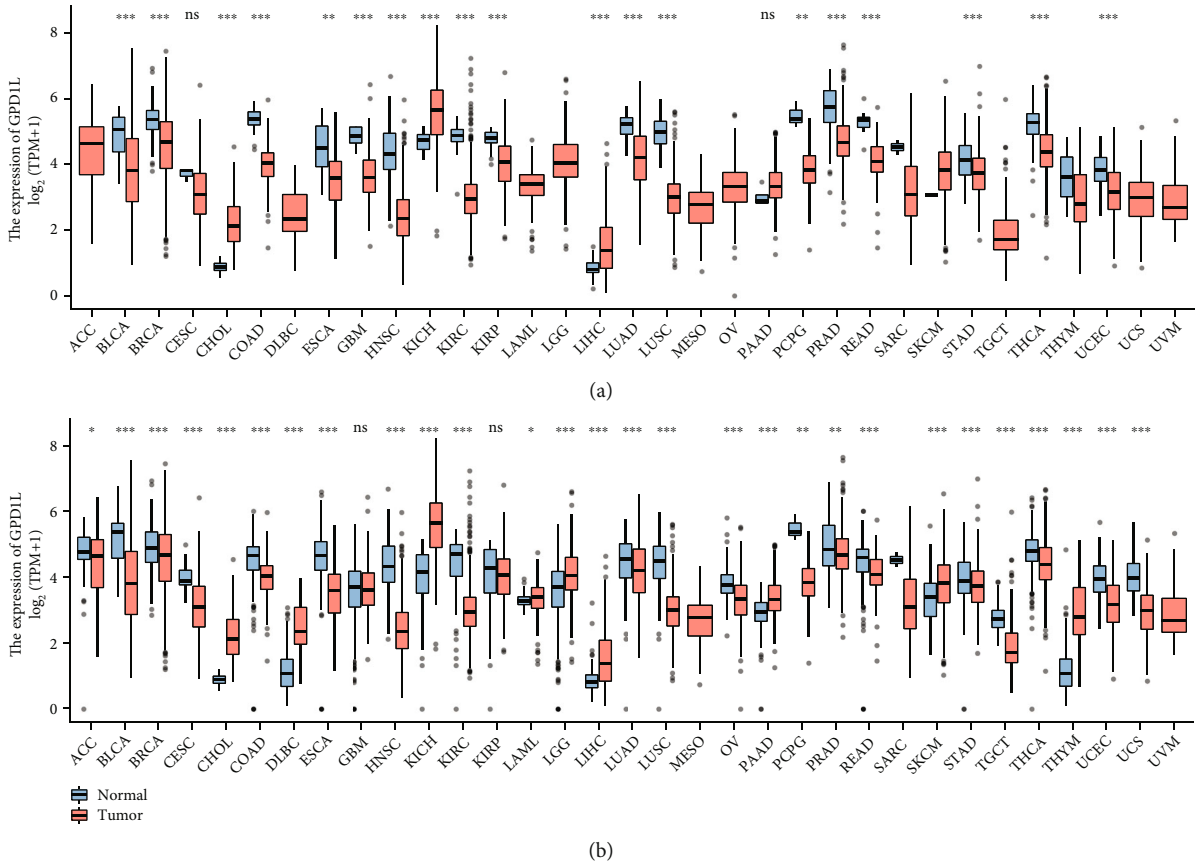 *** *** ns *** *** ** *** *** *** *** *** *** *** *** ns ** *** *** *** *** ***
The expression of GPD1L
log₂ (TPM+1)
8
6
4
2
0
ACC BLCA BRCA CESC CHOL COAD DLBC ESCA GBM HNSC KICH KIRC KIRP LAML LGG LIHC LUAD LUSC MESO OV PAAD PCPG PRAD READ SARC SKCM STAD TGCT THCA THYM UCEC UCS UVM
(a)
* *** *** *** *** *** *** *** ns *** *** *** ns * *** *** *** *** *** *** ** ** *** *** *** *** *** *** *** ***
The expression of GPD1L
log₂ (TPM+1)
8
6
4
2
0
ACC BLCA BRCA CESC CHOL COAD DLBC ESCA GBM HNSC KICH KIRC KIRP LAML LGG LIHC LUAD LUSC MESO OV PAAD PCPG PRAD READ SARC SKCM STAD TGCT THCA THYM UCEC UCS UVM
Normal
Tumor
(b)